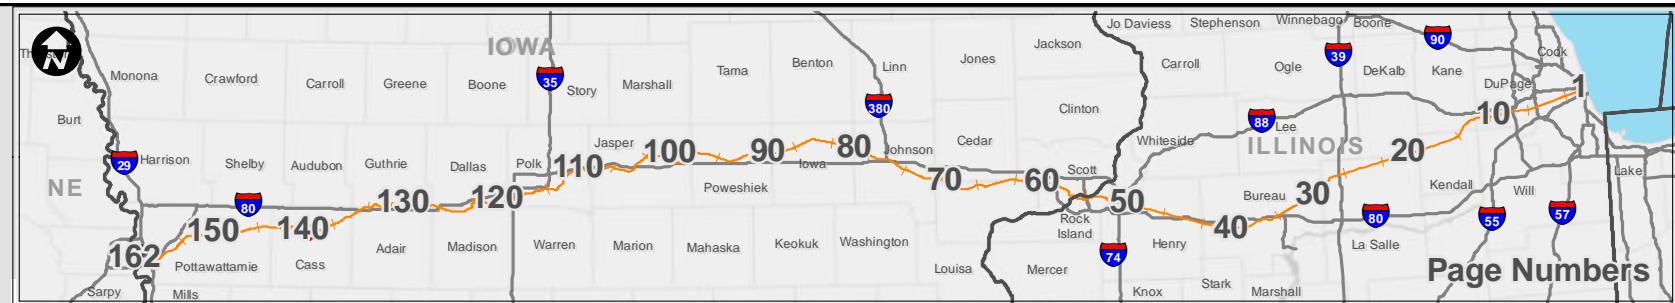 N
IOWA
ILLINOIS
NE
Monona
Crawford
Carroll
Greene
Boone
35
Story
Marshall
Tama
Benton
Linn
Jones
Jackson
Jo Daviess
Stephenson
Winnebago
Boone
90
Cook
Burt
380
Clinton
Carroll
Ogle
39
DeKalb
Kane
DuPage
1
10
29
Harrison
Shelby
Audubon
Guthrie
Dallas
Polk
Jasper
110
100
90
Iowa
80
Johnson
Cedar
Whiteside
88
Lee
20
80
130
120
Poweshiek
70
60
Scott
50
Bureau
30
Kendall
Will
Lake
162
150
140
Pottawattamie
Cass
Adair
Madison
Warren
Marion
Mahaska
Keokuk
Washington
Louisa
Rock
Island
Mercer
74
Henry
40
80
La Salle
55
57
Sarpy
Mills
Knox
Stark
Marshall
Page Numbers